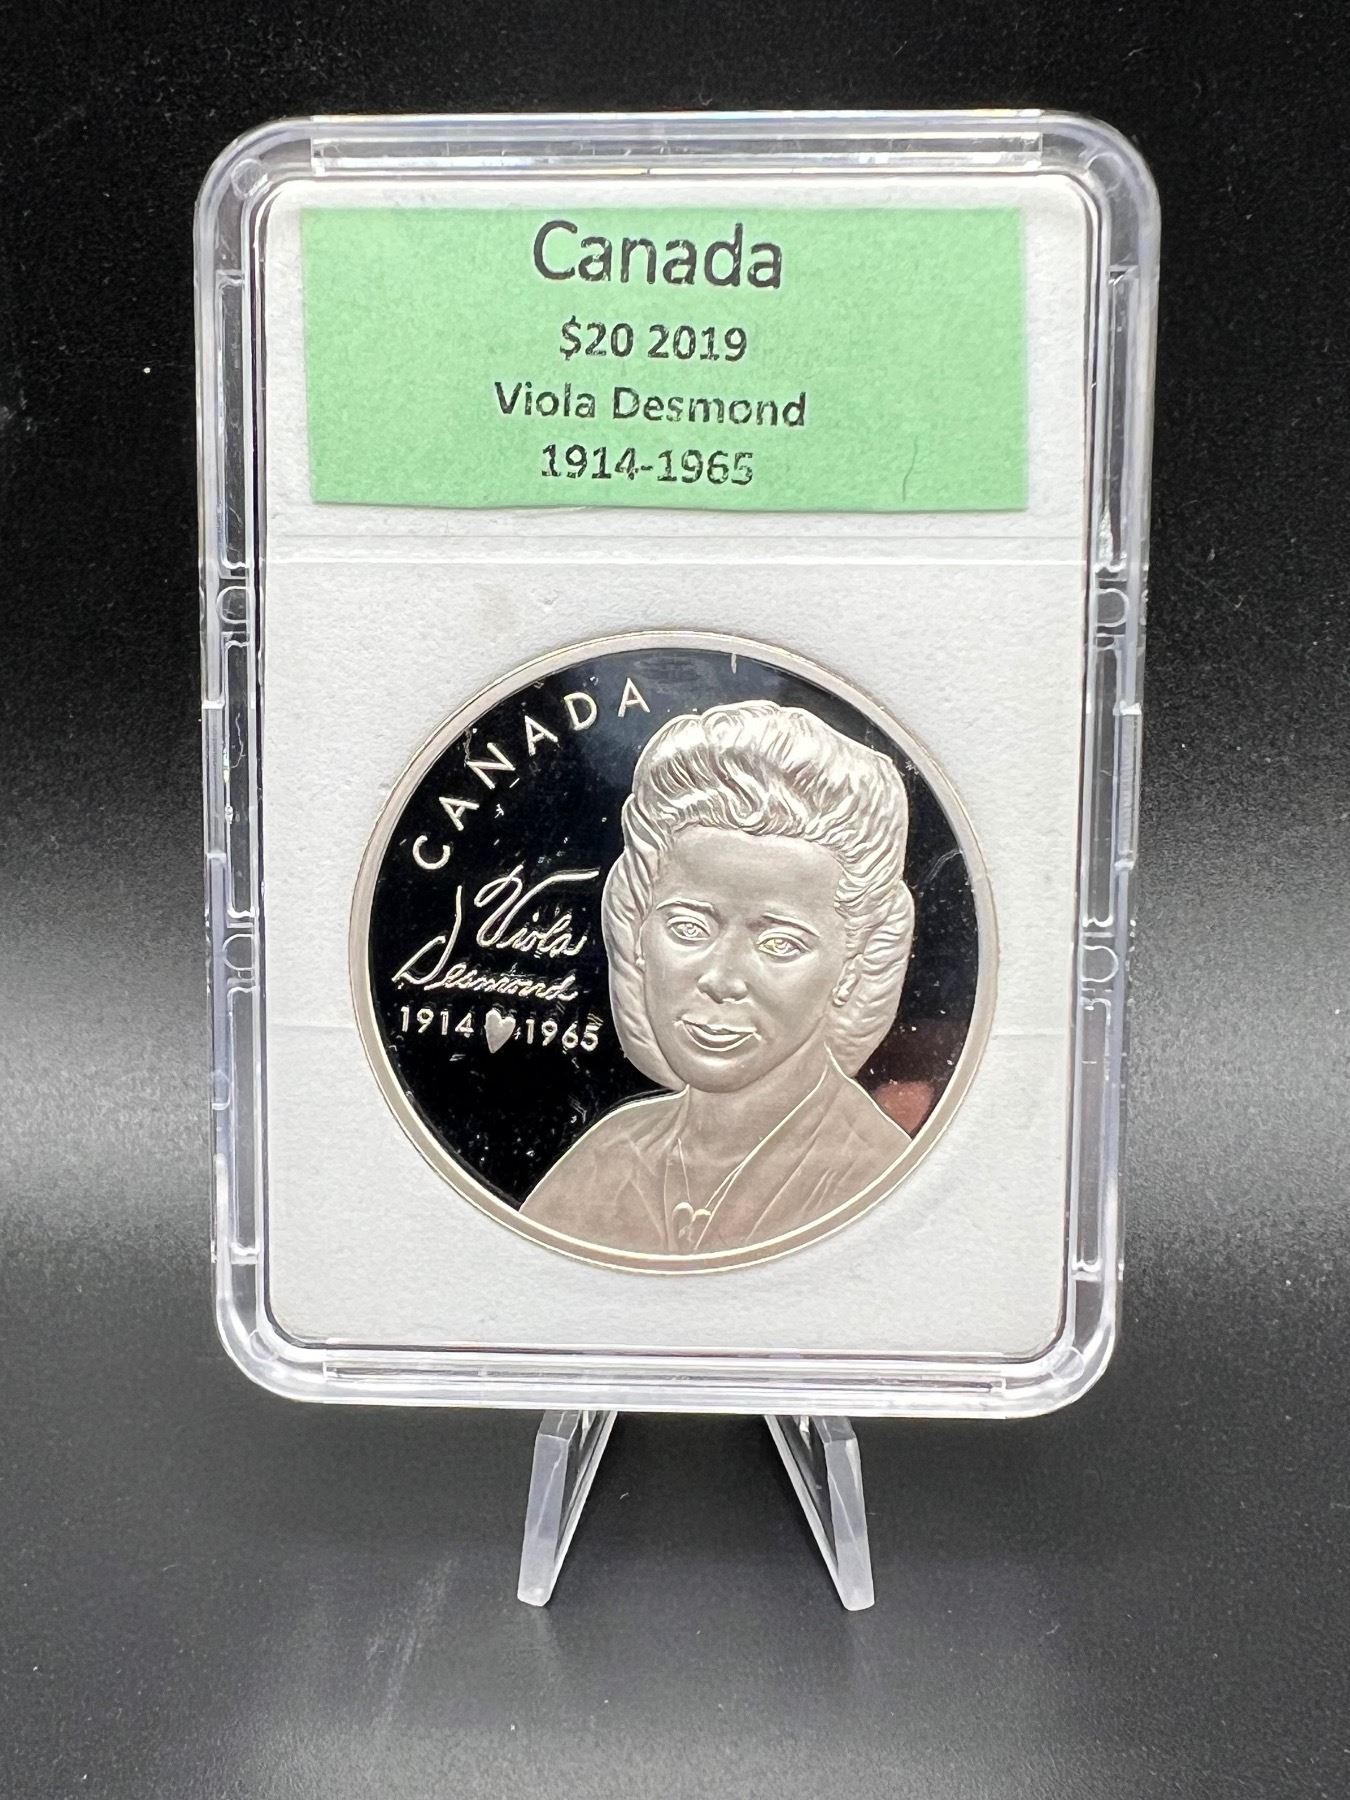 Canada
$20 2019
Viola Desmond
1914-1965
CANADA
Viola
Desmond
1914 1965